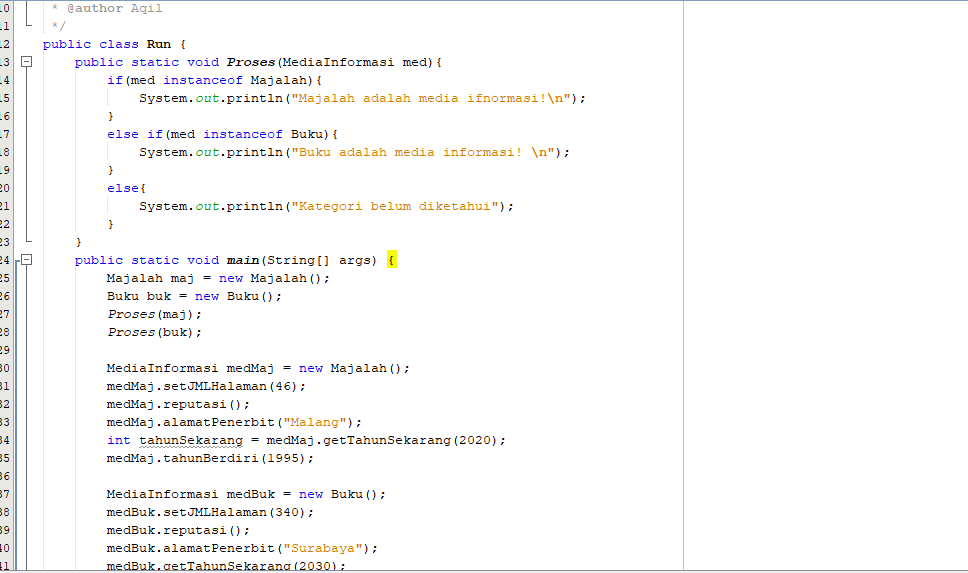 10 * @author Aqil
11 */
12 public class Run {
13 public static void Proses(MediaInformasi med){
14 if(med instanceof Majalah){
15 System.out.println("Majalah adalah media ifnormasi!\n");
16 }
17 else if(med instanceof Buku){
18 System.out.println("Buku adalah media informasi! \n");
19 }
20 else{
21 System.out.println("Kategori belum diketahui");
22 }
23 }
24 public static void main(String[] args) {
25 Majalah maj = new Majalah();
26 Buku buk = new Buku();
27 Proses(maj);
28 Proses(buk);
29
30 MediaInformasi medMaj = new Majalah();
31 medMaj.setJMLHalaman(46);
32 medMaj.reputasi();
33 medMaj.alamatPenerbit("Malang");
34 int tahunSekarang = medMaj.getTahunSekarang(2020);
35 medMaj.tahunBerdiri(1995);
36
37 MediaInformasi medBuk = new Buku();
38 medBuk.setJMLHalaman(340);
39 medBuk.reputasi();
40 medBuk.alamatPenerbit("Surabaya");
41 medBuk.getTahunSekarang(2030);